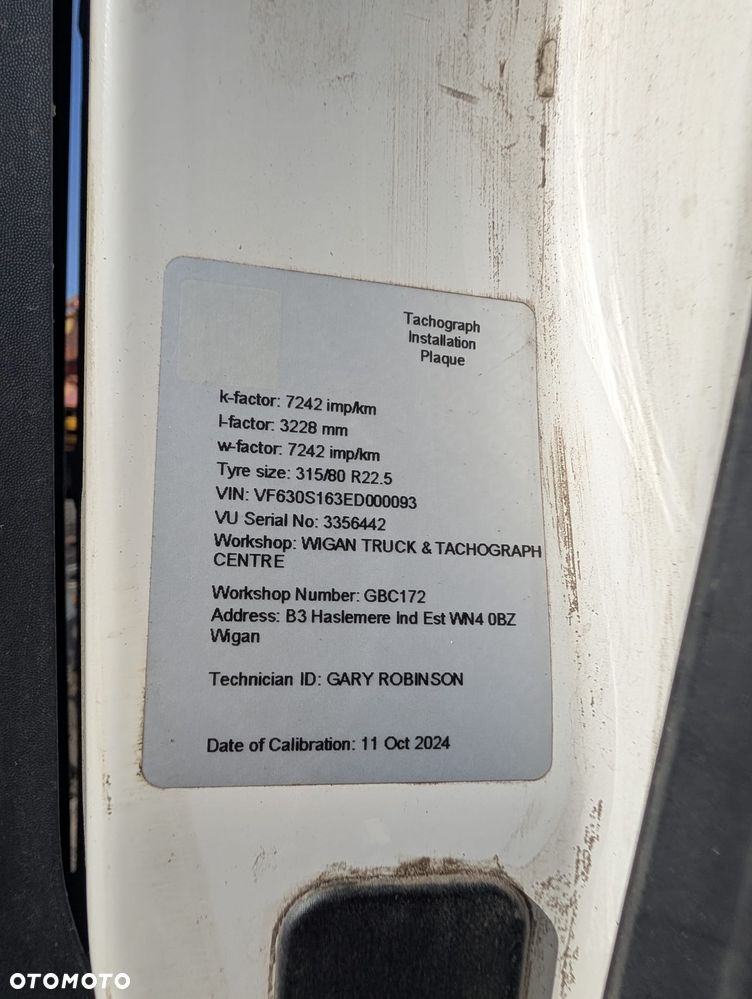 Tachograph
Installation
Plaque
k-factor: 7242 imp/km
l-factor: 3228 mm
w-factor: 7242 imp/km
Tyre size: 315/80 R22.5
VIN: VF630S163ED000093
VU Serial No: 3356442
Workshop: WIGAN TRUCK & TACHOGRAPH
CENTRE
Workshop Number: GBC172
Address: B3 Haslemere Ind Est WN4 0BZ
Wigan
Technician ID: GARY ROBINSON
Date of Calibration: 11 Oct 2024
OTOMOTO